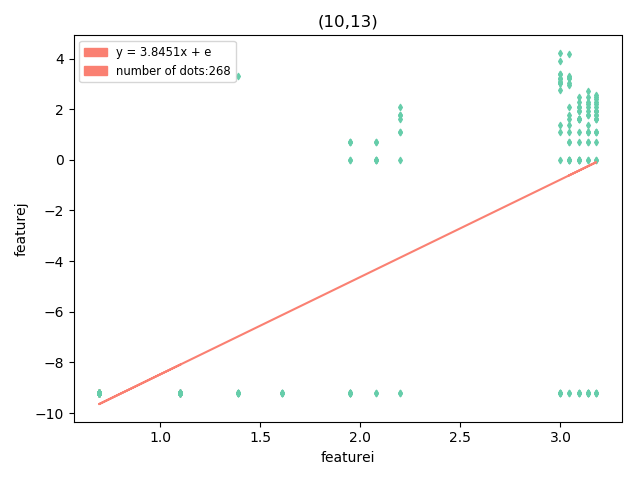 (10,13)
y = 3.8451x + e
number of dots:268
4
2
0
−2
−4
−6
−8
−10
featurej
1.0 1.5 2.0 2.5 3.0
featurei